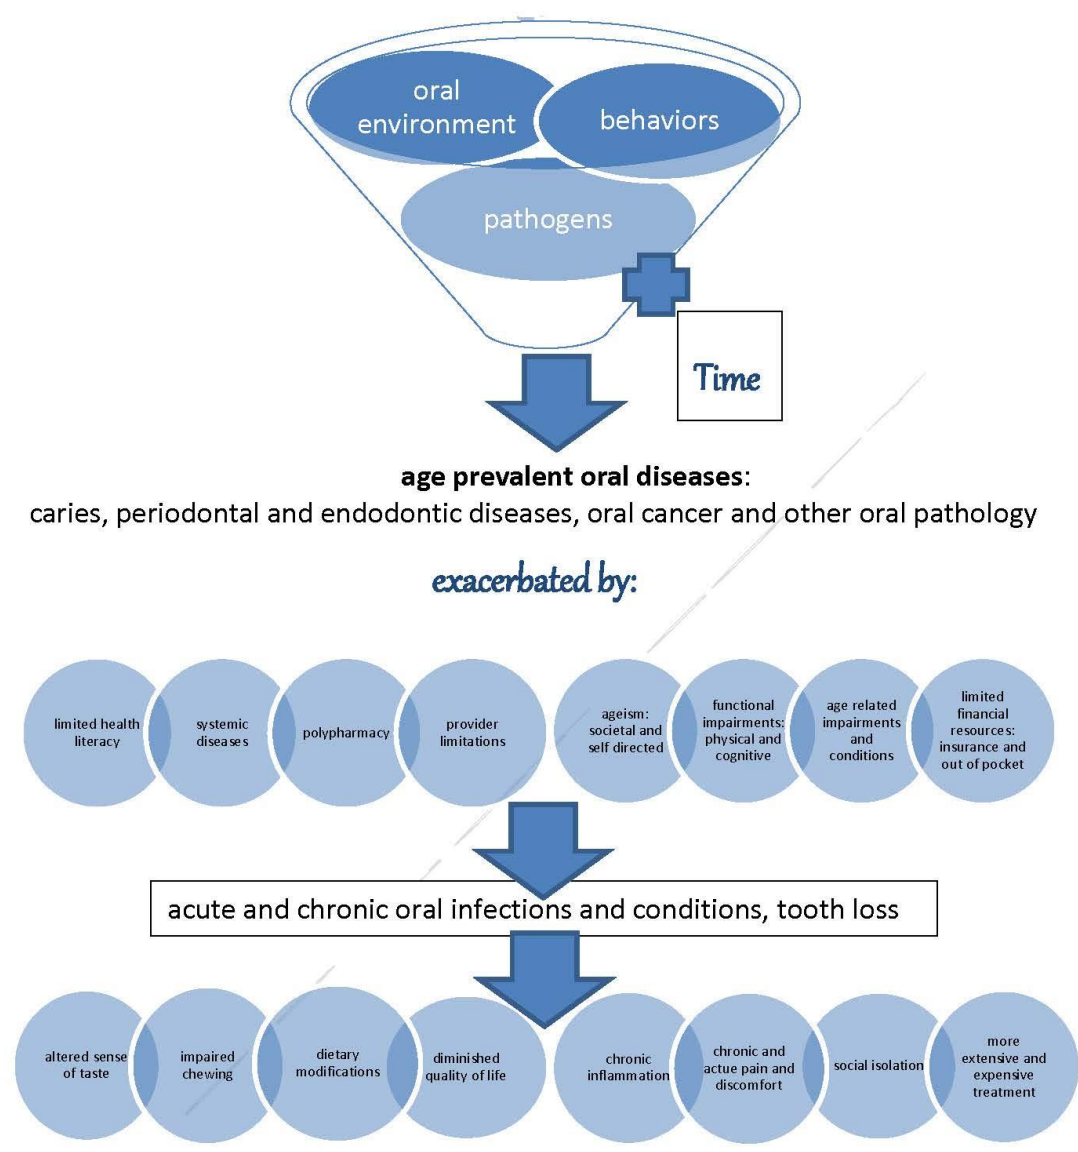 oral
environment
behaviors
pathogens
Time
age prevalent oral diseases:
caries, periodontal and endodontic diseases, oral cancer and other oral pathology
exacerbated by:
limited health
literacy
systemic
diseases
polypharmacy
provider
limitations
ageism:
societal and
self directed
functional
impairments:
physical and
cognitive
age related
impairments
and
conditions
limited
financial
resources:
insurance and
out of pocket
acute and chronic oral infections and conditions, tooth loss
altered sense
of taste
impaired
chewing
dietary
modifications
diminished
quality of life
chronic
inflammation
chronic and
actue pain and
discomfort
social isolation
more
extensive and
expensive
treatment